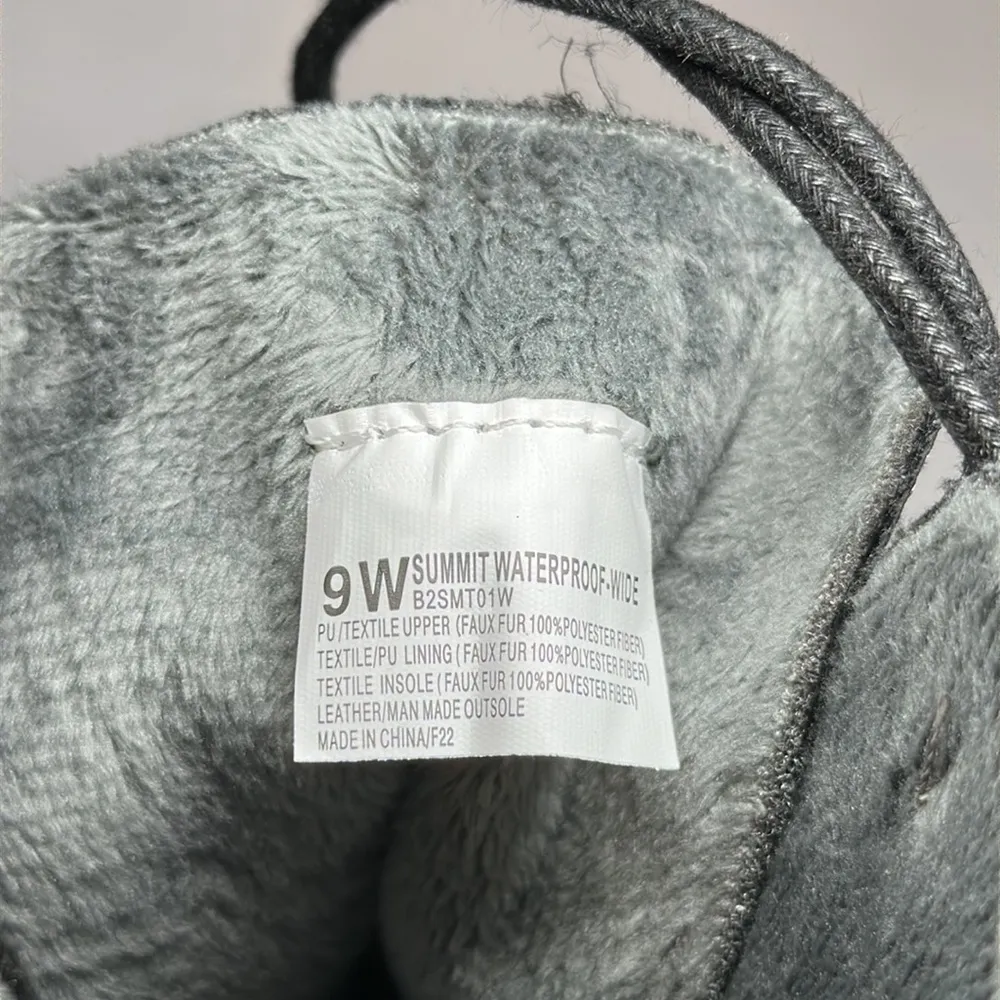 9W SUMMIT WATERPROOF-WIDE
B2SMT01W
PU/TEXTILE UPPER (FAUX FUR 100%POLYESTER FIBER)
TEXTILE/PU LINING (FAUX FUR 100%POLYESTER FIBER)
TEXTILE INSOLE (FAUX FUR 100%POLYESTER FIBER)
LEATHER/MAN MADE OUTSOLE
MADE IN CHINA/F22